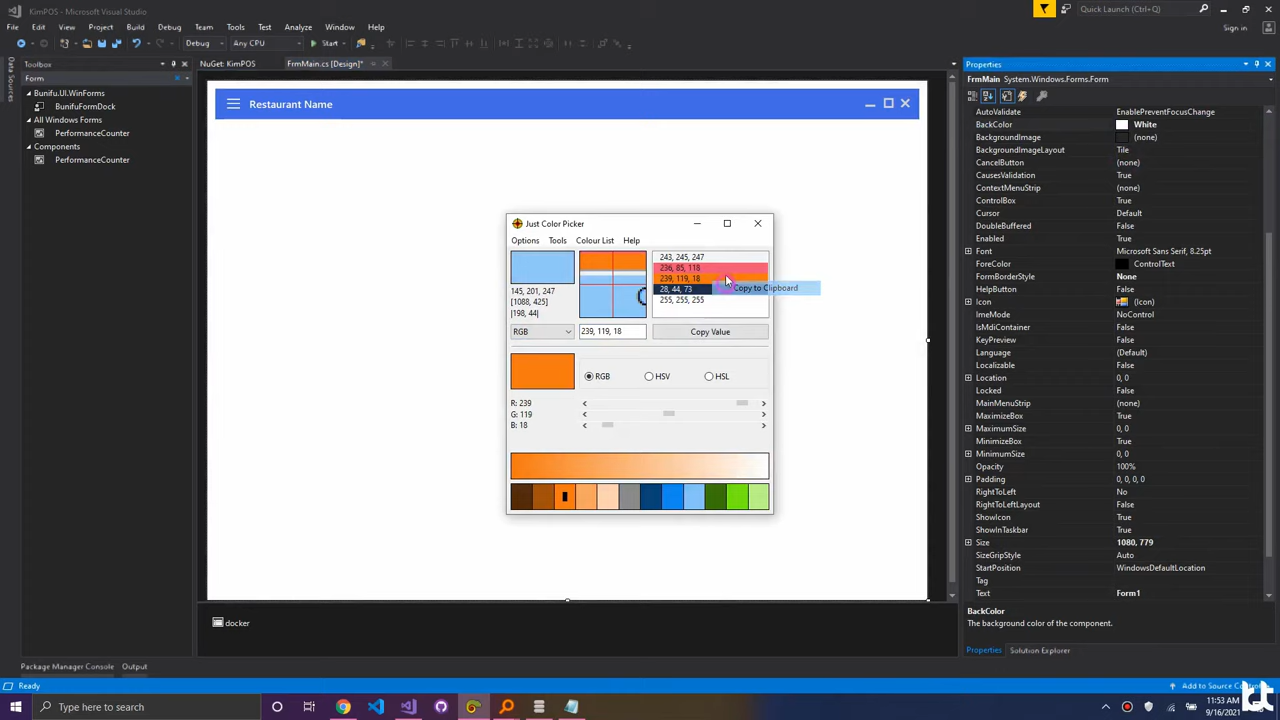 KimPOS - Microsoft Visual Studio
Quick Launch (Ctrl+Q)
File Edit View Project Build Debug Team Tools Test Analyze Window Help
Sign in
Debug Any CPU Start
Data Sources
Toolbox
Form
Bunifu.UI.WinForms
BunifuFormDock
All Windows Forms
PerformanceCounter
Components
PerformanceCounter
NuGet: KimPOS FrmMain.cs [Design]*
Restaurant Name
Just Color Picker
Options Tools Colour List Help
145, 201, 247
[1088, 425]
[198, 44]
243, 245, 247
236, 85, 118
239, 119, 18
28, 44, 73
255, 255, 255
Copy to Clipboard
RGB 239, 119, 18 Copy Value
RGB HSV HSL
R: 239 < >
G: 119 < >
B: 18 < >
docker
Properties
FrmMain System.Windows.Forms.Form
AutoValidate EnablePreventFocusChange
BackColor White
BackgroundImage (none)
BackgroundImageLayout Tile
CancelButton (none)
CausesValidation True
ContextMenuStrip (none)
ControlBox True
Cursor Default
DoubleBuffered False
Enabled True
Font Microsoft Sans Serif, 8.25pt
ForeColor ControlText
FormBorderStyle None
HelpButton False
Icon (Icon)
ImeMode NoControl
IsMdiContainer False
KeyPreview False
Language (Default)
Localizable False
Location 0, 0
Locked False
MainMenuStrip (none)
MaximizeBox True
MaximumSize 0, 0
MinimizeBox True
MinimumSize 0, 0
Opacity 100%
Padding 0, 0, 0, 0
RightToLeft No
RightToLeftLayout False
ShowIcon True
ShowInTaskbar True
Size 1080, 779
SizeGripStyle Auto
StartPosition WindowsDefaultLocation
Tag
Text Form1
BackColor
The background color of the component.
Properties Solution Explorer
Package Manager Console Output
Ready
Add to Source
Type here to search
11:53 AM
9/16/2021